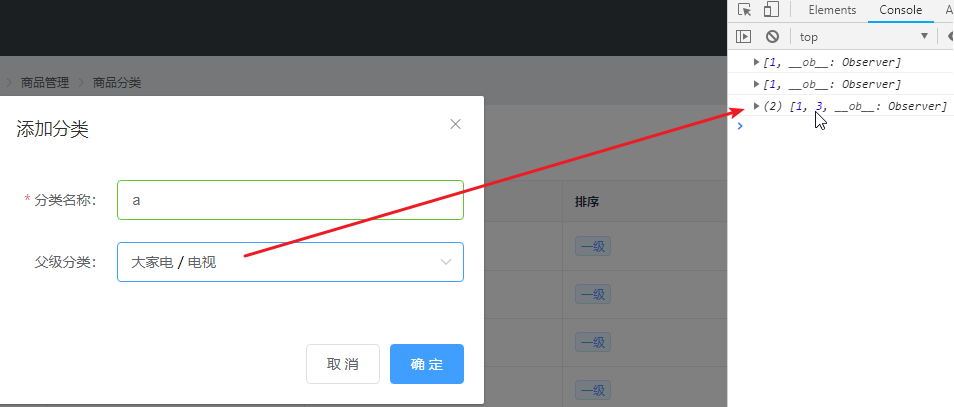 Elements Console A
top
商品管理 商品分类
[1, __ob__: Observer]
[1, __ob__: Observer]
(2) [1, 3, __ob__: Observer]
添加分类
* 分类名称：
a
排序
父级分类：
大家电 / 电视
一级
一级
一级
取 消 确 定
一级